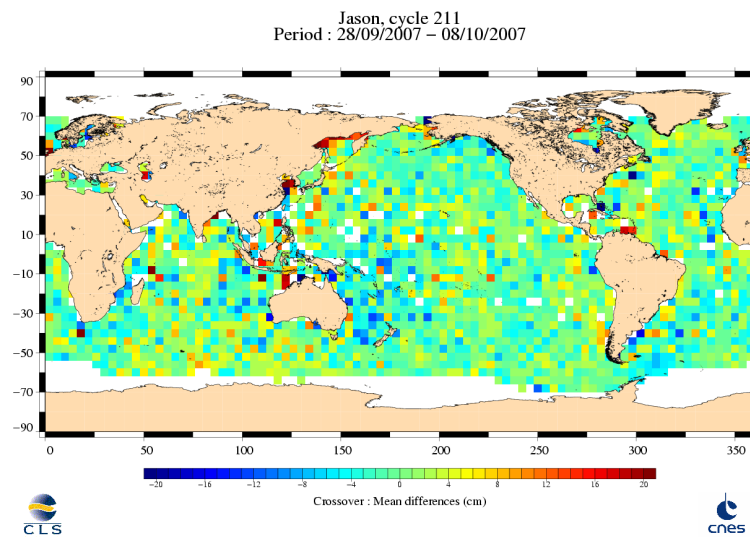 Jason, cycle 211
Period : 28/09/2007 − 08/10/2007
90
70
50
30
10
−10
−30
−50
−70
−90
0 50 100 150 200 250 300 350
−20 −16 −12 −8 −4 0 4 8 12 16 20
Crossover : Mean differences (cm)
CLS
cnes